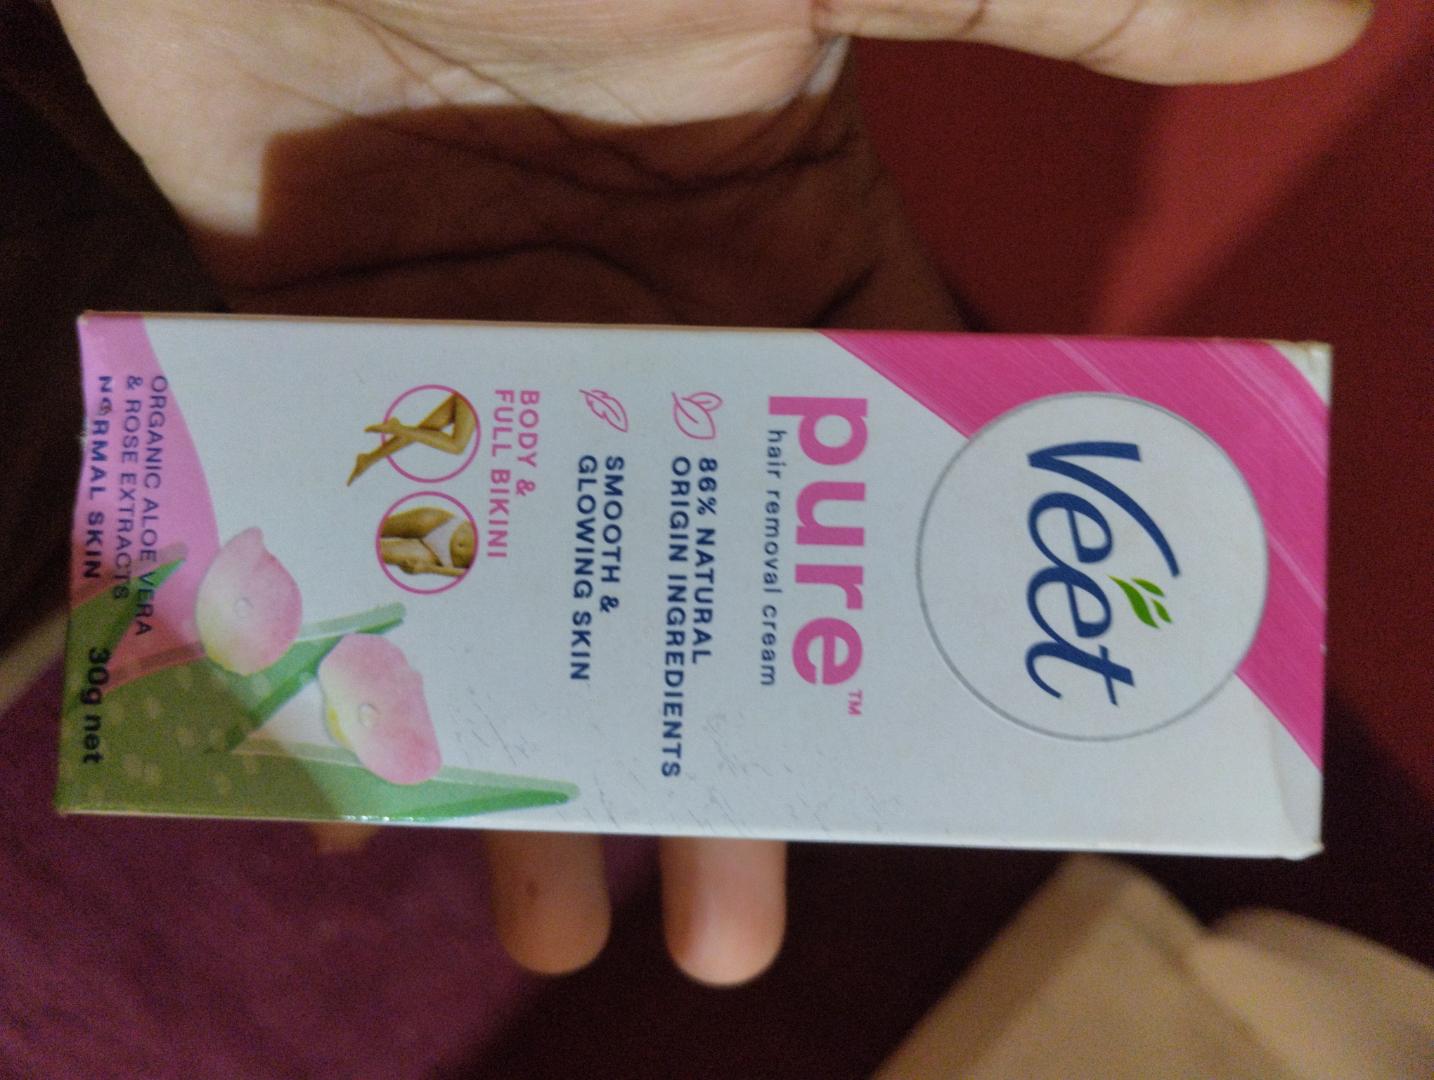 Veet
pure™
hair removal cream
86% NATURAL
ORIGIN INGREDIENTS
SMOOTH &
GLOWING SKIN
BODY &
FULL BIKINI
ORGANIC ALOE VERA
& ROSE EXTRACTS
NORMAL SKIN
30g net